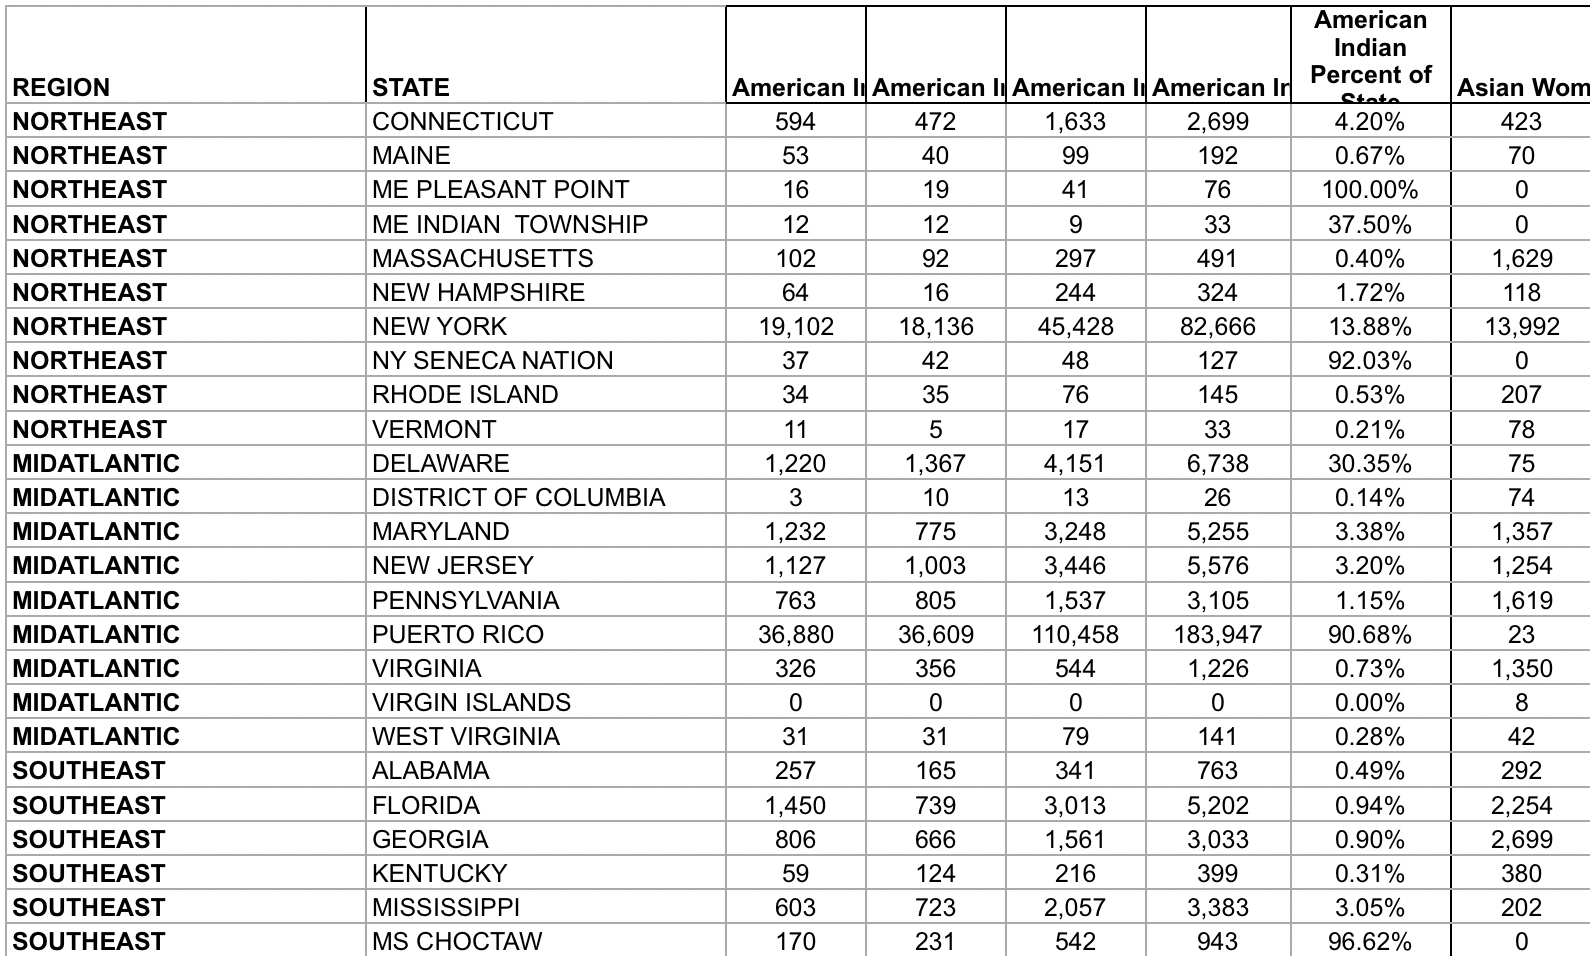 REGION STATE American In American In American In American In American Indian Percent of State Asian Wom
NORTHEAST CONNECTICUT 594 472 1,633 2,699 4.20% 423
NORTHEAST MAINE 53 40 99 192 0.67% 70
NORTHEAST ME PLEASANT POINT 16 19 41 76 100.00% 0
NORTHEAST ME INDIAN  TOWNSHIP 12 12 9 33 37.50% 0
NORTHEAST MASSACHUSETTS 102 92 297 491 0.40% 1,629
NORTHEAST NEW HAMPSHIRE 64 16 244 324 1.72% 118
NORTHEAST NEW YORK 19,102 18,136 45,428 82,666 13.88% 13,992
NORTHEAST NY SENECA NATION 37 42 48 127 92.03% 0
NORTHEAST RHODE ISLAND 34 35 76 145 0.53% 207
NORTHEAST VERMONT 11 5 17 33 0.21% 78
MIDATLANTIC DELAWARE 1,220 1,367 4,151 6,738 30.35% 75
MIDATLANTIC DISTRICT OF COLUMBIA 3 10 13 26 0.14% 74
MIDATLANTIC MARYLAND 1,232 775 3,248 5,255 3.38% 1,357
MIDATLANTIC NEW JERSEY 1,127 1,003 3,446 5,576 3.20% 1,254
MIDATLANTIC PENNSYLVANIA 763 805 1,537 3,105 1.15% 1,619
MIDATLANTIC PUERTO RICO 36,880 36,609 110,458 183,947 90.68% 23
MIDATLANTIC VIRGINIA 326 356 544 1,226 0.73% 1,350
MIDATLANTIC VIRGIN ISLANDS 0 0 0 0 0.00% 8
MIDATLANTIC WEST VIRGINIA 31 31 79 141 0.28% 42
SOUTHEAST ALABAMA 257 165 341 763 0.49% 292
SOUTHEAST FLORIDA 1,450 739 3,013 5,202 0.94% 2,254
SOUTHEAST GEORGIA 806 666 1,561 3,033 0.90% 2,699
SOUTHEAST KENTUCKY 59 124 216 399 0.31% 380
SOUTHEAST MISSISSIPPI 603 723 2,057 3,383 3.05% 202
SOUTHEAST MS CHOCTAW 170 231 542 943 96.62% 0